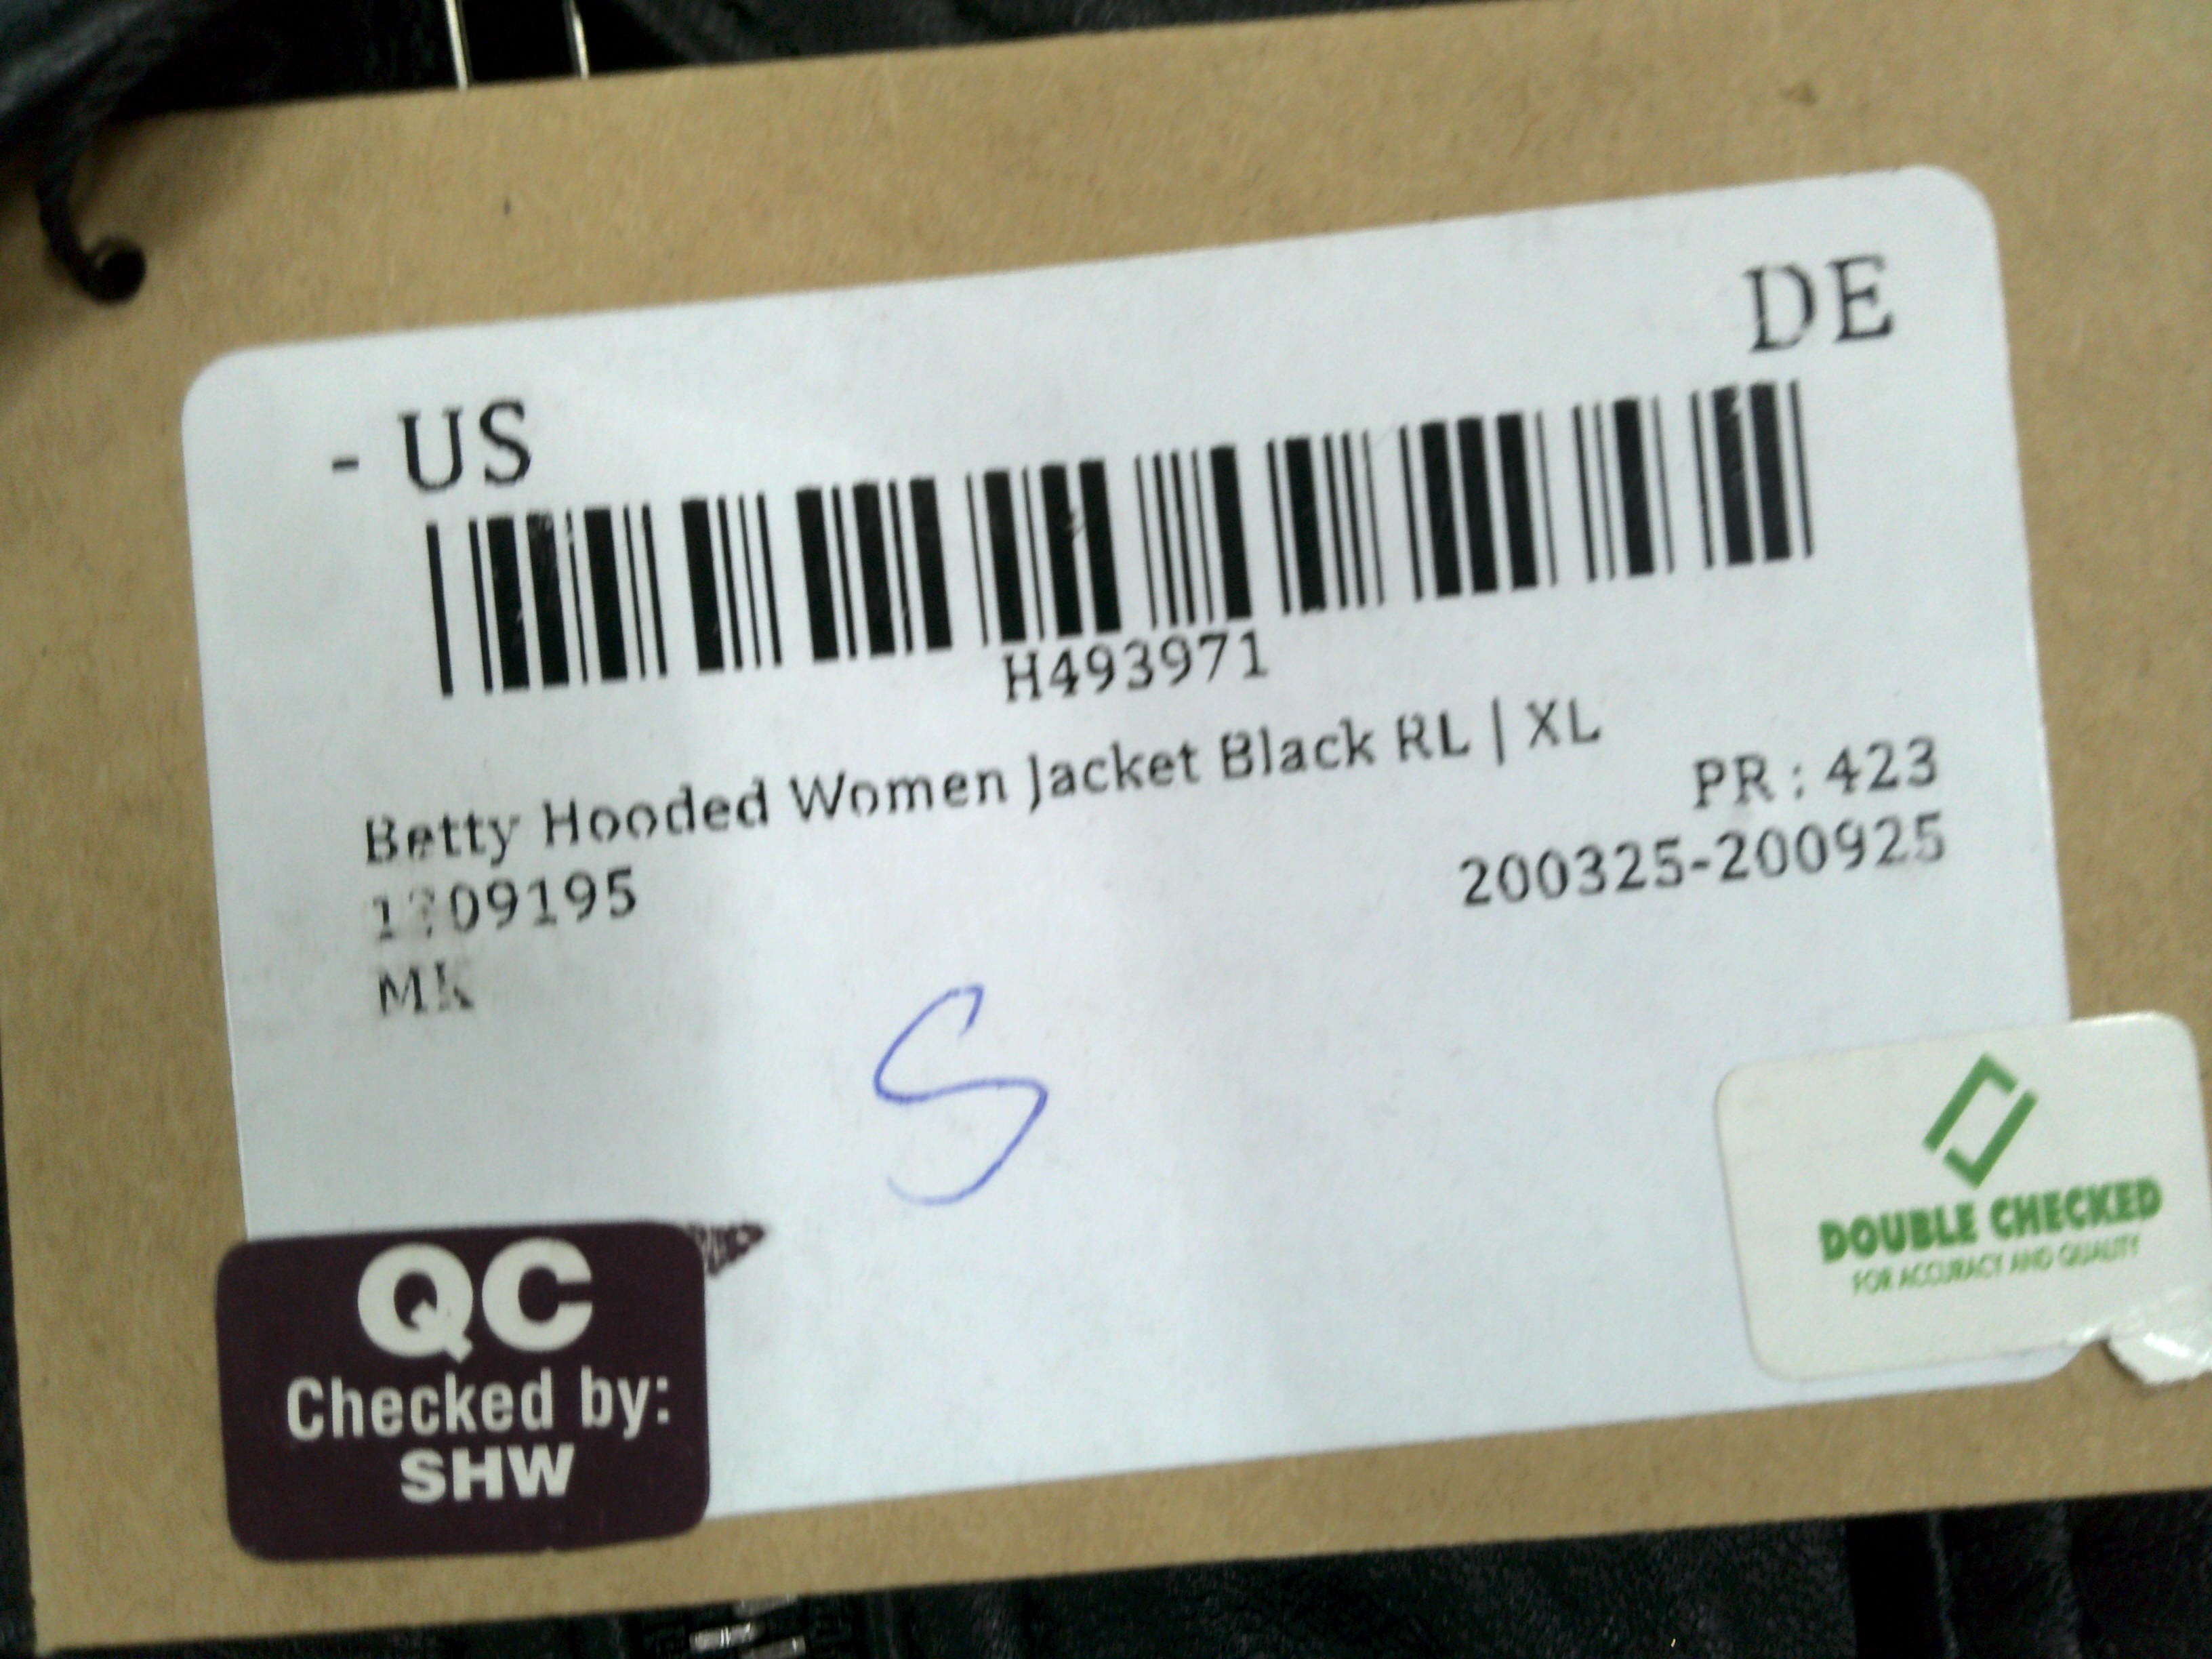 - US
DE
H493971
Betty Hooded Women Jacket Black RL | XL
PR : 423
200325-200925
MK
S
QC
Checked by:
SHW
DOUBLE CHECKED
FOR ACCURACY AND QUALITY